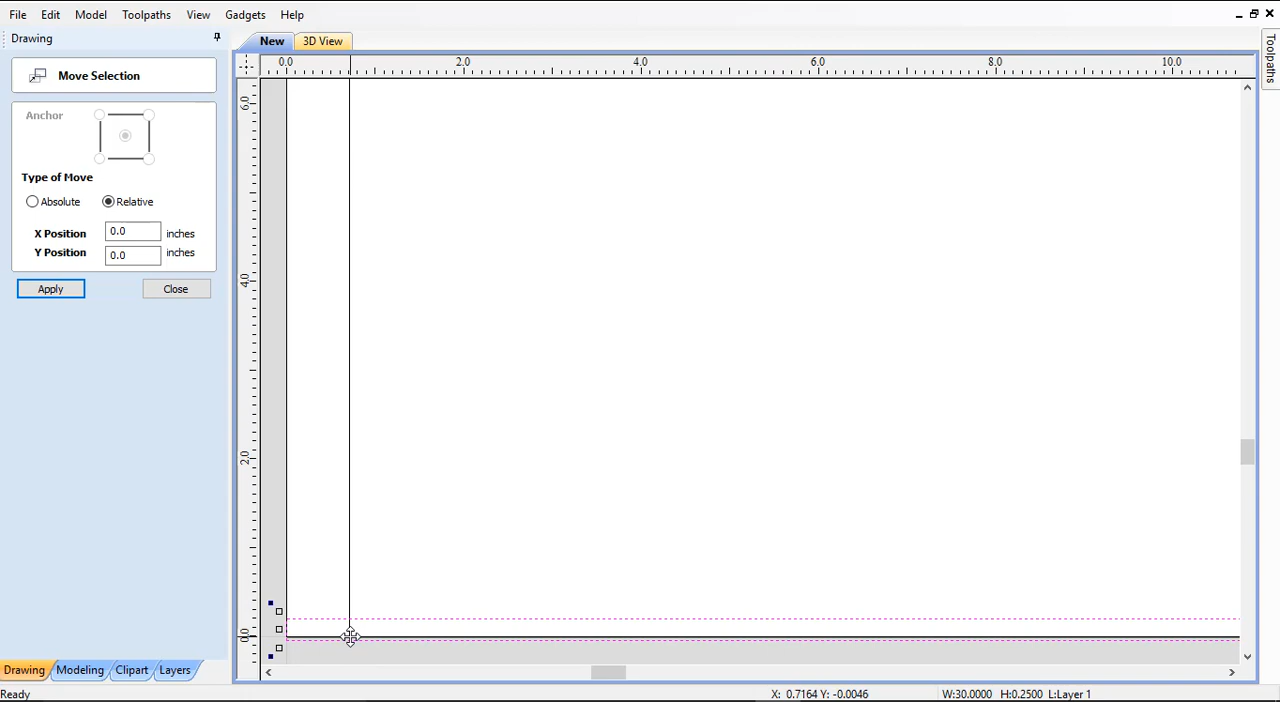 File Edit Model Toolpaths View Gadgets Help
Drawing
New 3D View
Toolpaths
Move Selection
0.0 2.0 4.0 6.0 8.0 10.0
6.0
4.0
2.0
0.0
Anchor
Type of Move
Absolute Relative
X Position 0.0 inches
Y Position 0.0 inches
Apply Close
Drawing Modeling Clipart Layers
Ready X: 0.7164 Y: -0.0046 W:30.0000 H:0.2500 L:Layer 1